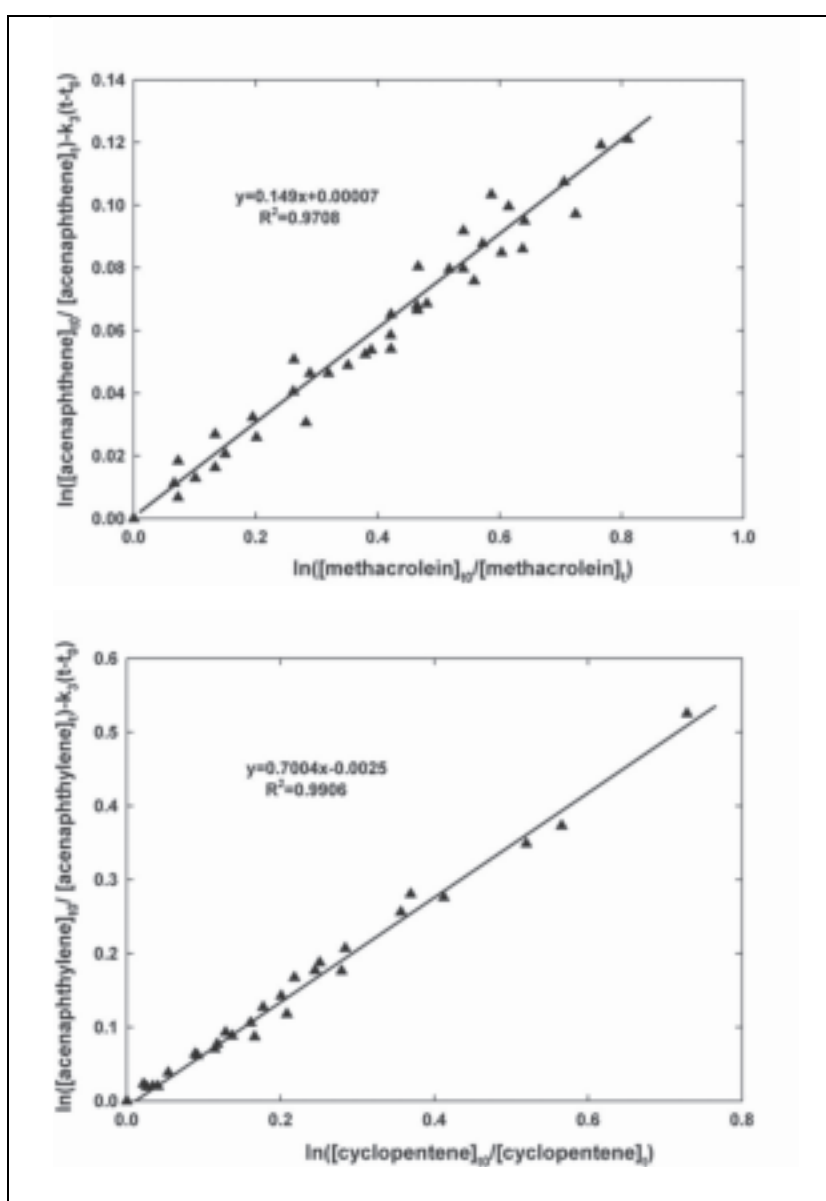 ln([acenaphthene]t0/ [acenaphthene]t)-k3(t-t0)
0.14
0.12
0.10
0.08
0.06
0.04
0.02
0.00
y=0.149x+0.00007
R²=0.9708
0.0 0.2 0.4 0.6 0.8 1.0
ln([methacrolein]t0/[methacrolein]t)
ln([acenaphthylene]t0/ [acenaphthylene]t)-k3(t-t0)
0.6
0.5
0.4
0.3
0.2
0.1
0.0
y=0.7004x-0.0025
R²=0.9906
0.0 0.2 0.4 0.6 0.8
ln([cyclopentene]t0/[cyclopentene]t)